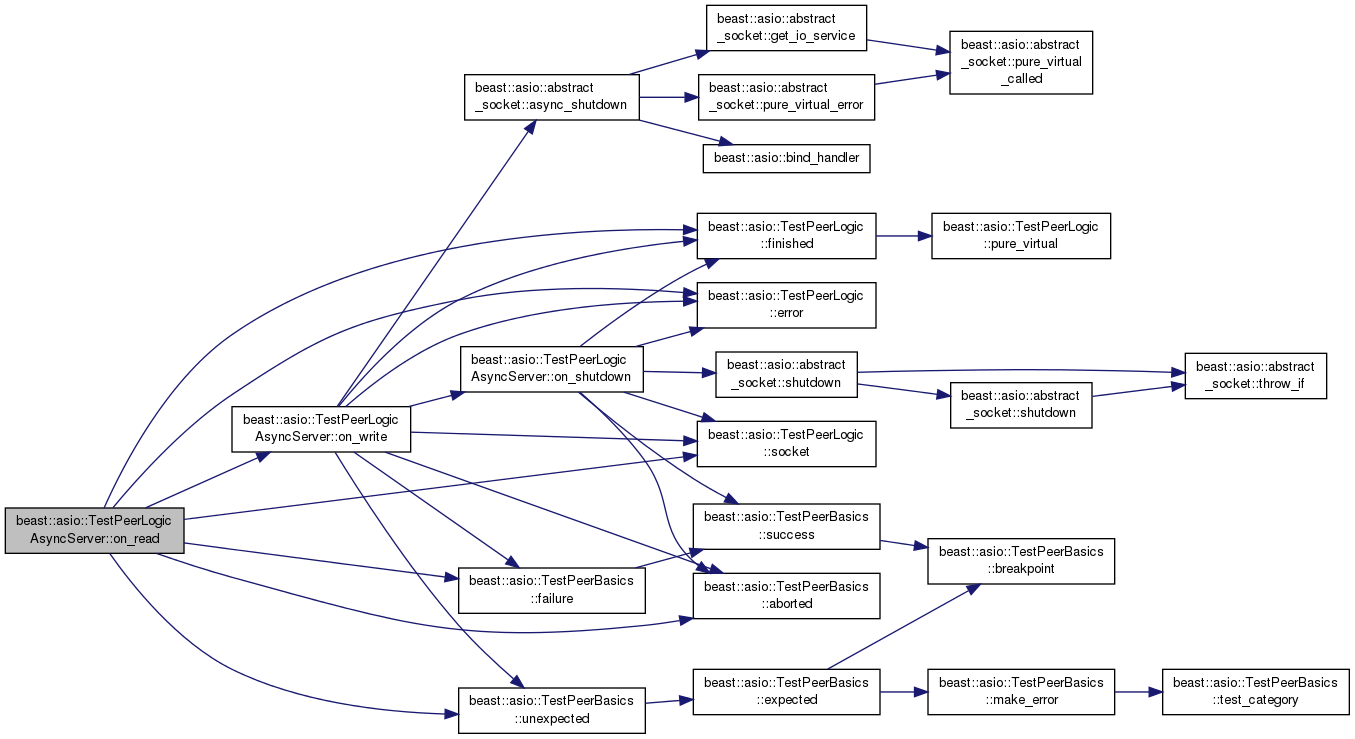 beast::asio::abstract
_socket::get_io_service
beast::asio::abstract
_socket::pure_virtual
_called
beast::asio::abstract
_socket::async_shutdown
beast::asio::abstract
_socket::pure_virtual_error
beast::asio::bind_handler
beast::asio::TestPeerLogic
::finished
beast::asio::TestPeerLogic
::pure_virtual
beast::asio::TestPeerLogic
::error
beast::asio::TestPeerLogic
AsyncServer::on_shutdown
beast::asio::abstract
_socket::shutdown
beast::asio::abstract
_socket::throw_if
beast::asio::abstract
_socket::shutdown
beast::asio::TestPeerLogic
AsyncServer::on_write
beast::asio::TestPeerLogic
::socket
beast::asio::TestPeerLogic
AsyncServer::on_read
beast::asio::TestPeerBasics
::success
beast::asio::TestPeerBasics
::breakpoint
beast::asio::TestPeerBasics
::failure
beast::asio::TestPeerBasics
::aborted
beast::asio::TestPeerBasics
::unexpected
beast::asio::TestPeerBasics
::expected
beast::asio::TestPeerBasics
::make_error
beast::asio::TestPeerBasics
::test_category